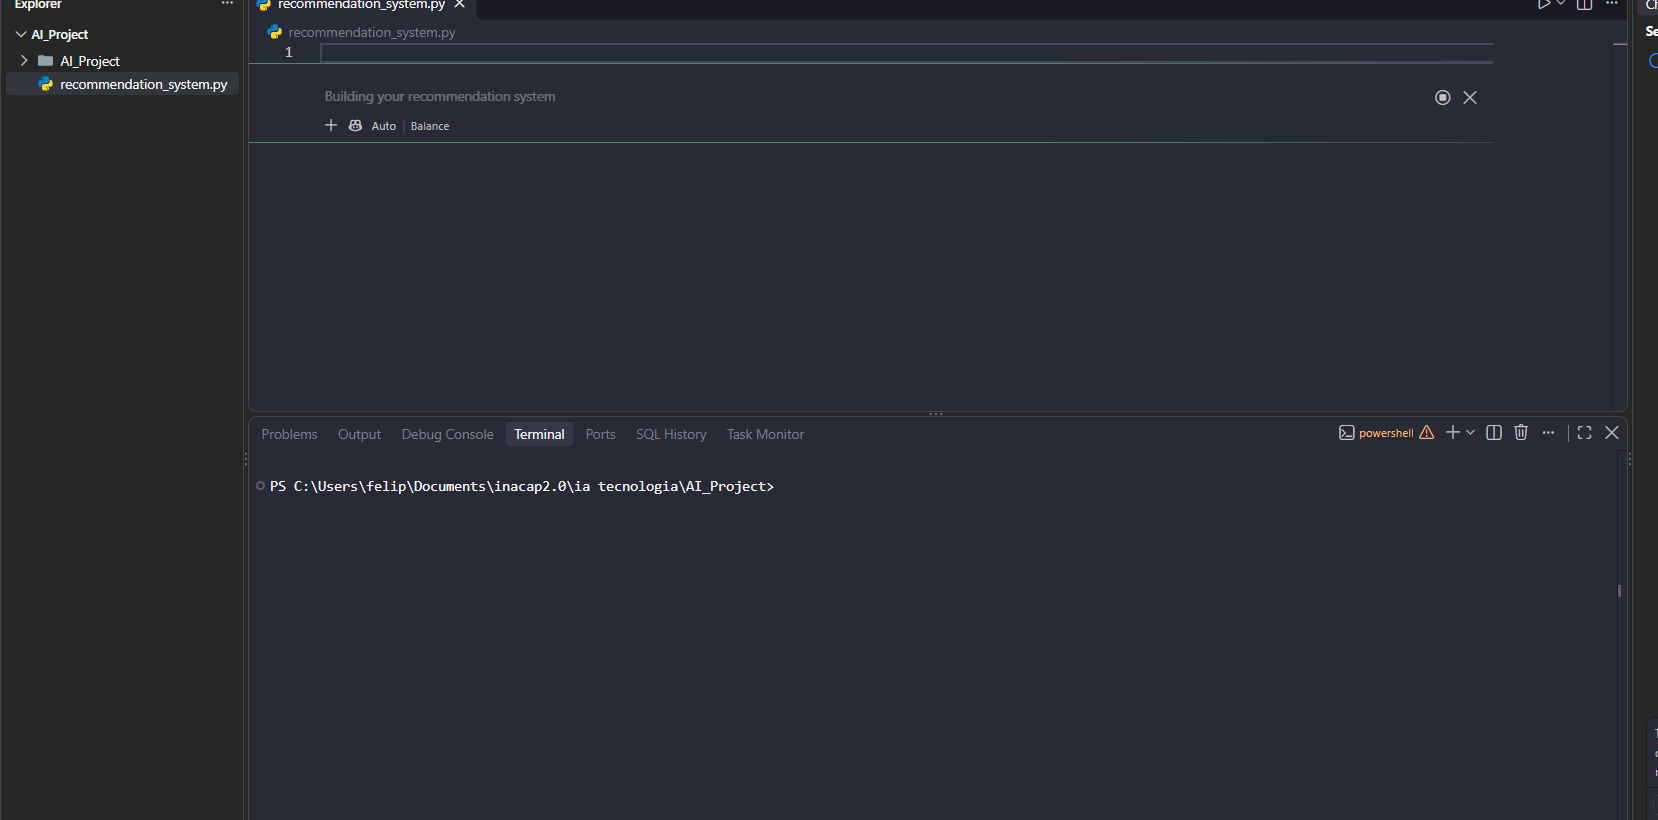 Explorer
recommendation_system.py
AI_Project
AI_Project
recommendation_system.py
recommendation_system.py
1
Building your recommendation system
Auto | Balance
Problems Output Debug Console Terminal Ports SQL History Task Monitor
powershell
PS C:\Users\felip\Documents\inacap2.0\ia tecnologia\AI_Project>